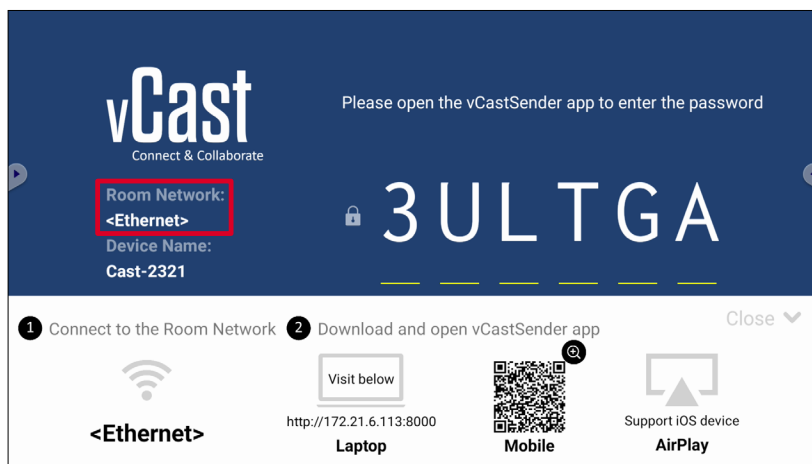 vCast
Connect & Collaborate
Please open the vCastSender app to enter the password
Room Network:
<Ethernet>
Device Name:
Cast-2321
3ULTGA
1 Connect to the Room Network
<Ethernet>
2 Download and open vCastSender app
Close
Visit below
http://172.21.6.113:8000
Laptop
Mobile
Support iOS device
AirPlay